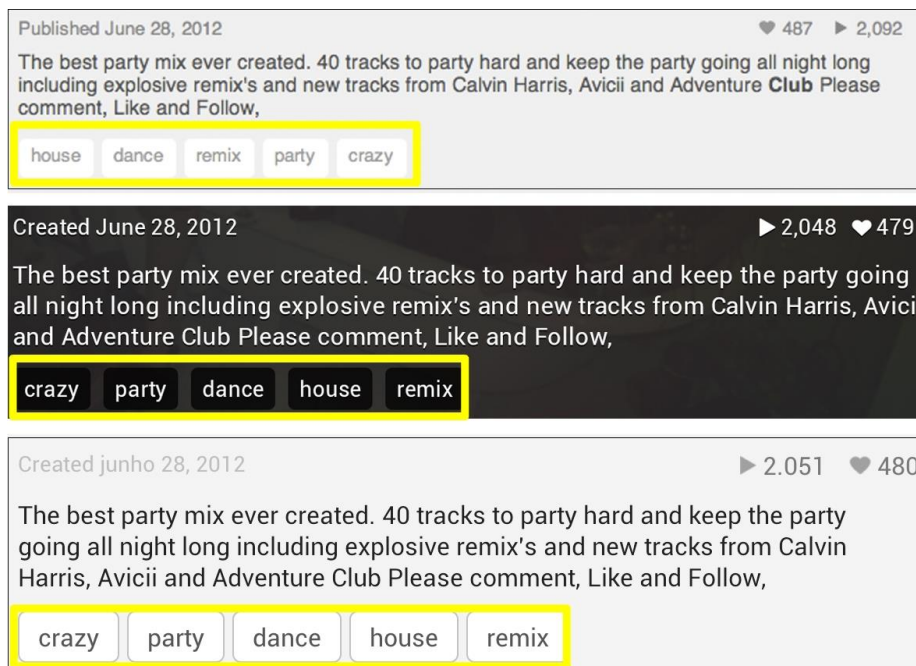 Published June 28, 2012 487 2,092
The best party mix ever created. 40 tracks to party hard and keep the party going all night long
including explosive remix's and new tracks from Calvin Harris, Avicii and Adventure Club Please
comment, Like and Follow,
house dance remix party crazy
Created June 28, 2012 2,048 479
The best party mix ever created. 40 tracks to party hard and keep the party going
all night long including explosive remix's and new tracks from Calvin Harris, Avici
and Adventure Club Please comment, Like and Follow,
crazy party dance house remix
Created junho 28, 2012 2.051 480
The best party mix ever created. 40 tracks to party hard and keep the party
going all night long including explosive remix's and new tracks from Calvin
Harris, Avicii and Adventure Club Please comment, Like and Follow,
crazy party dance house remix